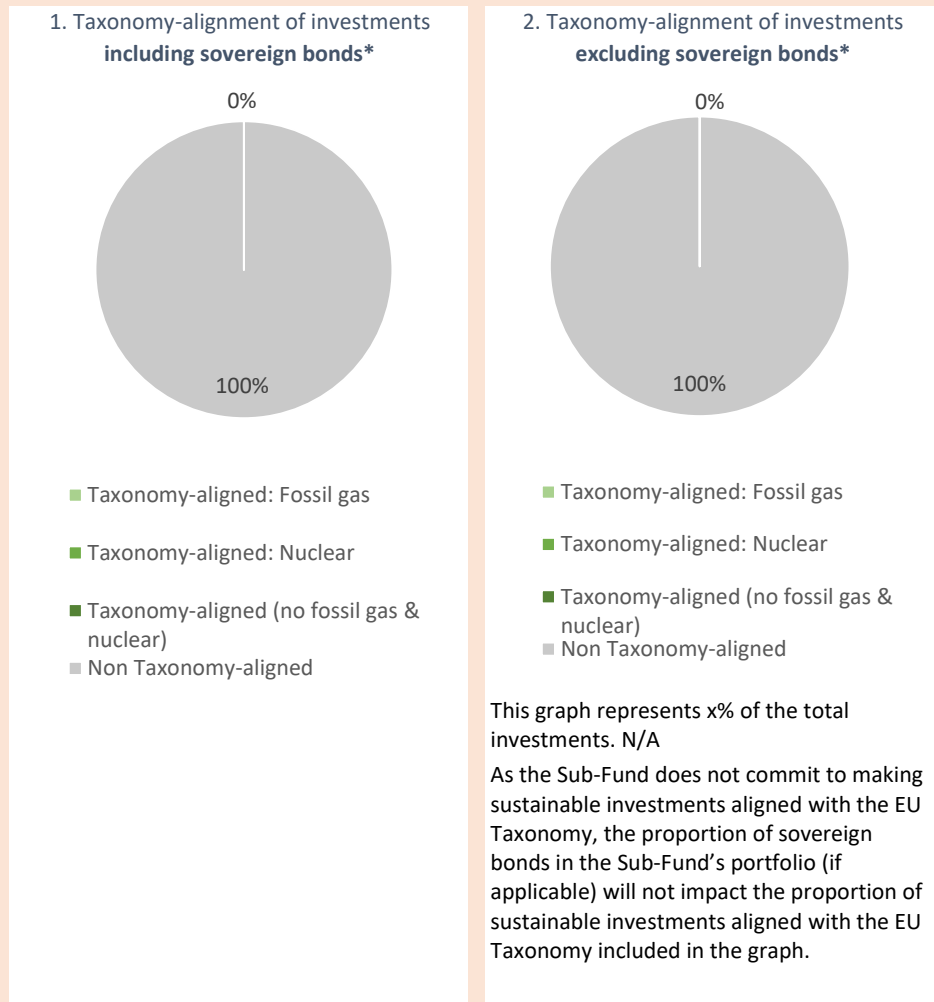 1. Taxonomy-alignment of investments
including sovereign bonds*
0%
100%
Taxonomy-aligned: Fossil gas
Taxonomy-aligned: Nuclear
Taxonomy-aligned (no fossil gas &
nuclear)
Non Taxonomy-aligned
2. Taxonomy-alignment of investments
excluding sovereign bonds*
0%
100%
Taxonomy-aligned: Fossil gas
Taxonomy-aligned: Nuclear
Taxonomy-aligned (no fossil gas &
nuclear)
Non Taxonomy-aligned
This graph represents x% of the total
investments. N/A
As the Sub-Fund does not commit to making
sustainable investments aligned with the EU
Taxonomy, the proportion of sovereign
bonds in the Sub-Fund’s portfolio (if
applicable) will not impact the proportion of
sustainable investments aligned with the EU
Taxonomy included in the graph.